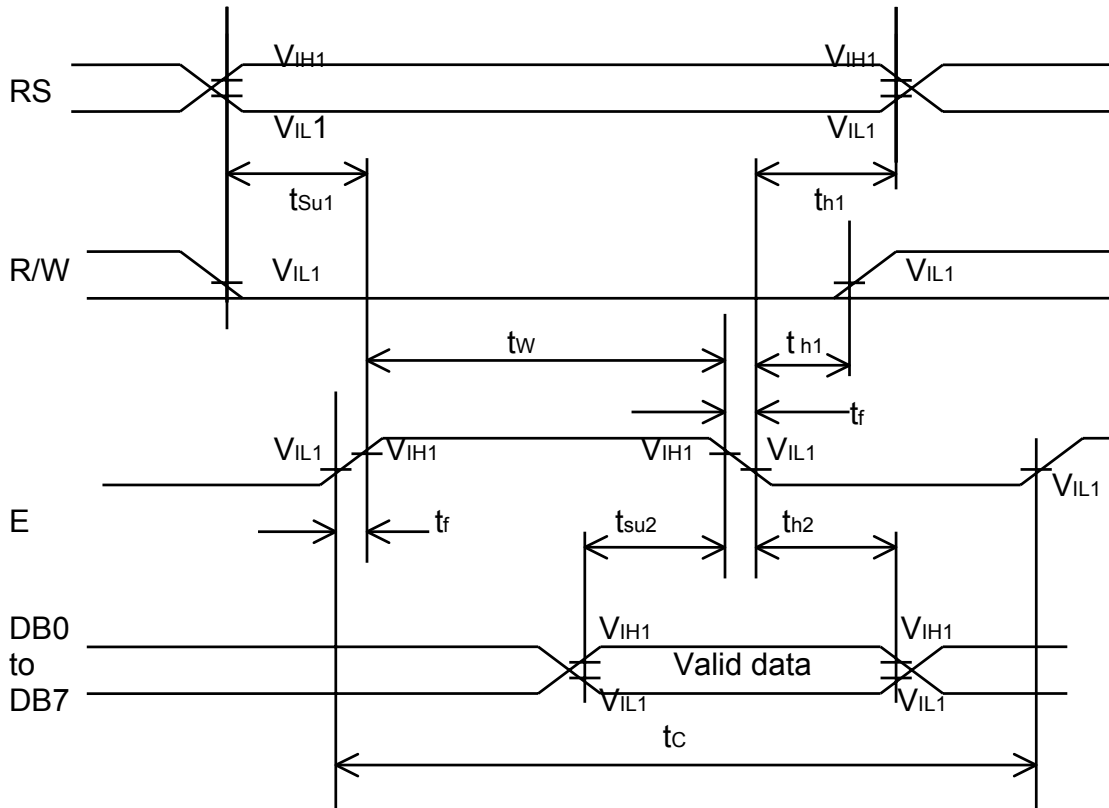 VIH1 VIH1
RS
VIL1 VIL1
tSu1 th1
R/W VIL1 VIL1
tW th1
tf
VIL1 VIH1 VIH1 VIL1
VIL1
E tf tsu2 th2
DB0 VIH1 VIH1
to Valid data
DB7 VIL1 VIL1
tC